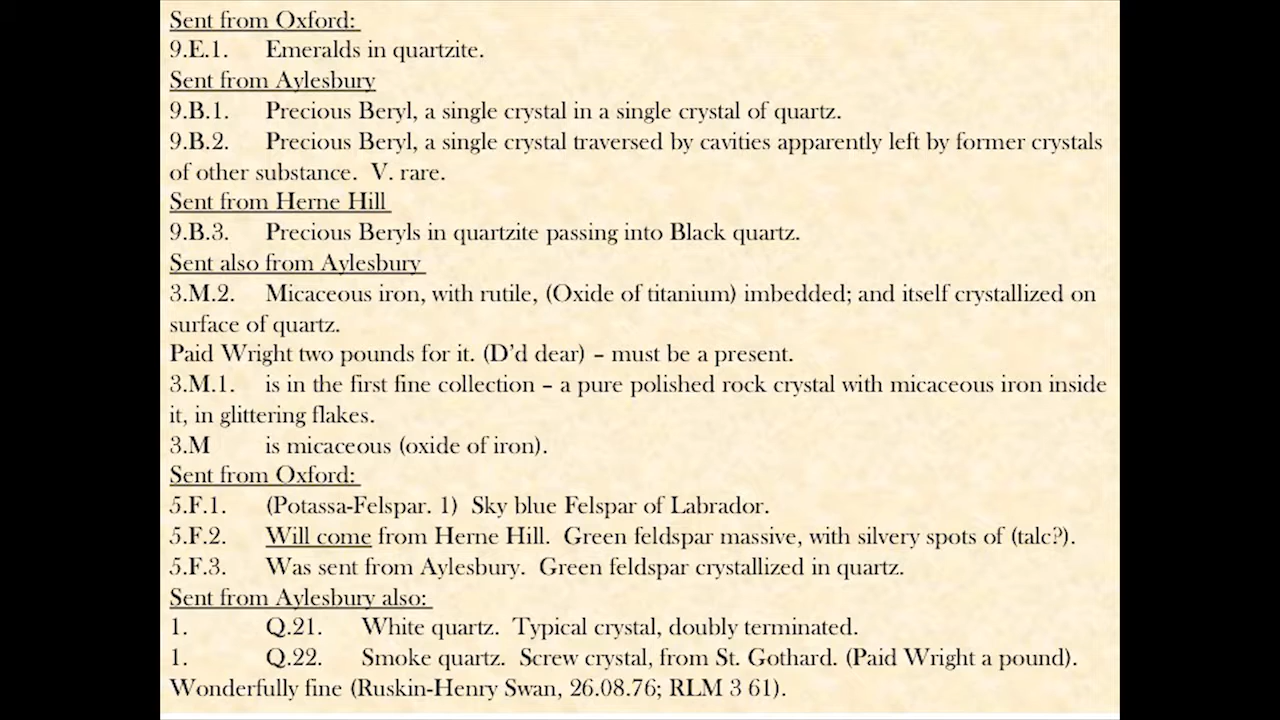 Sent from Oxford:
9.E.1. Emeralds in quartzite.
Sent from Aylesbury
9.B.1. Precious Beryl, a single crystal in a single crystal of quartz.
9.B.2. Precious Beryl, a single crystal traversed by cavities apparently left by former crystals
of other substance. V. rare.
Sent from Herne Hill
9.B.3. Precious Beryls in quartzite passing into Black quartz.
Sent also from Aylesbury
3.M.2. Micaceous iron, with rutile, (Oxide of titanium) imbedded; and itself crystallized on
surface of quartz.
Paid Wright two pounds for it. (D’d dear) – must be a present.
3.M.1. is in the first fine collection – a pure polished rock crystal with micaceous iron inside
it, in glittering flakes.
3.M is micaceous (oxide of iron).
Sent from Oxford:
5.F.1. (Potassa-Felspar. 1) Sky blue Felspar of Labrador.
5.F.2. Will come from Herne Hill. Green feldspar massive, with silvery spots of (talc?).
5.F.3. Was sent from Aylesbury. Green feldspar crystallized in quartz.
Sent from Aylesbury also:
1. Q.21. White quartz. Typical crystal, doubly terminated.
1. Q.22. Smoke quartz. Screw crystal, from St. Gothard. (Paid Wright a pound).
Wonderfully fine (Ruskin-Henry Swan, 26.08.76; RLM 3 61).